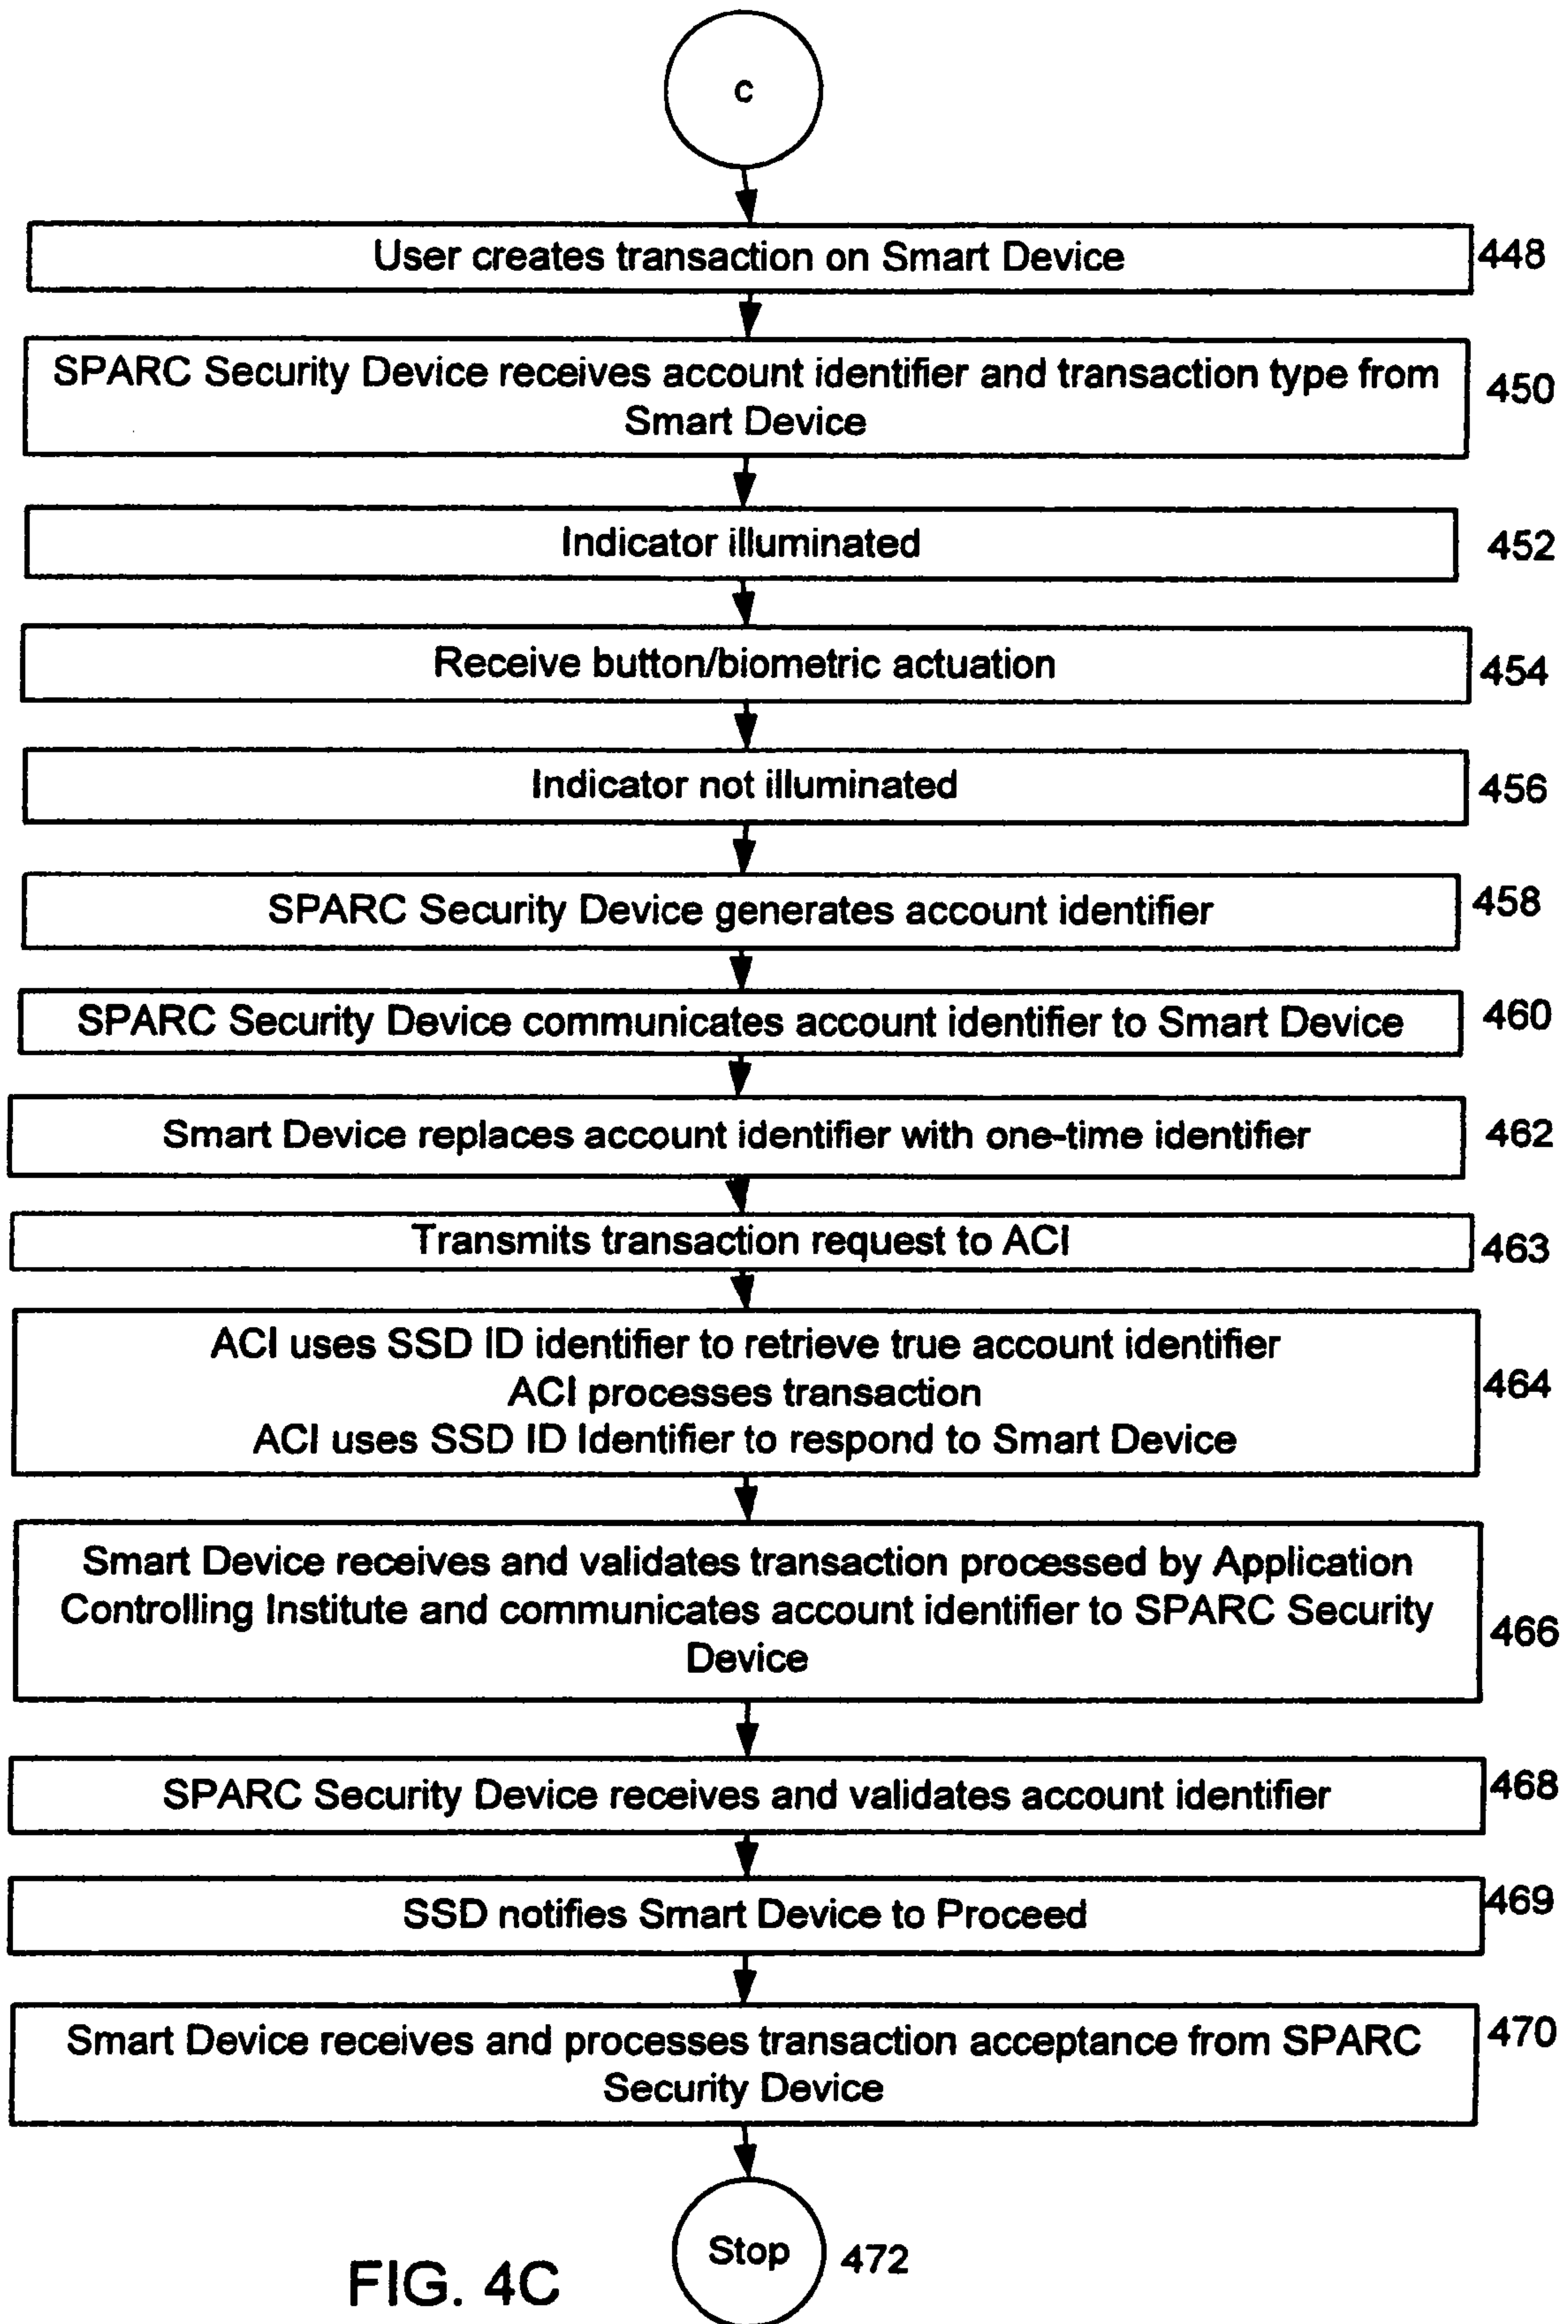 C
User creates transaction on Smart Device
448
SPARC Security Device receives account identifier and transaction type from
Smart Device
450
Indicator illuminated
452
Receive button/biometric actuation
454
Indicator not illuminated
456
SPARC Security Device generates account identifier
458
SPARC Security Device communicates account identifier to Smart Device
460
Smart Device replaces account identifier with one-time identifier
462
Transmits transaction request to ACI
463
ACI uses SSD ID identifier to retrieve true account identifier
ACI processes transaction
ACI uses SSD ID Identifier to respond to Smart Device
464
Smart Device receives and validates transaction processed by Application
Controlling Institute and communicates account identifier to SPARC Security
Device
466
SPARC Security Device receives and validates account identifier
468
SSD notifies Smart Device to Proceed
469
Smart Device receives and processes transaction acceptance from SPARC
Security Device
470
Stop
472
FIG. 4C